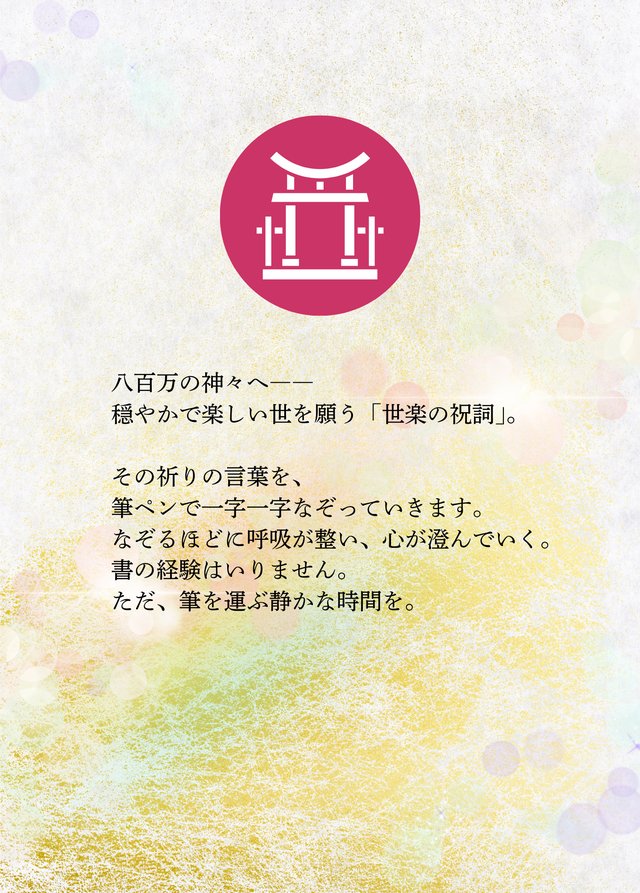 八百万の神々へ——
穏やかで楽しい世を願う「世楽の祝詞」。
その祈りの言葉を、
筆ペンで一字一字なぞっていきます。
なぞるほどに呼吸が整い、心が澄んでいく。
書の経験はいりません。
ただ、筆を運ぶ静かな時間を。